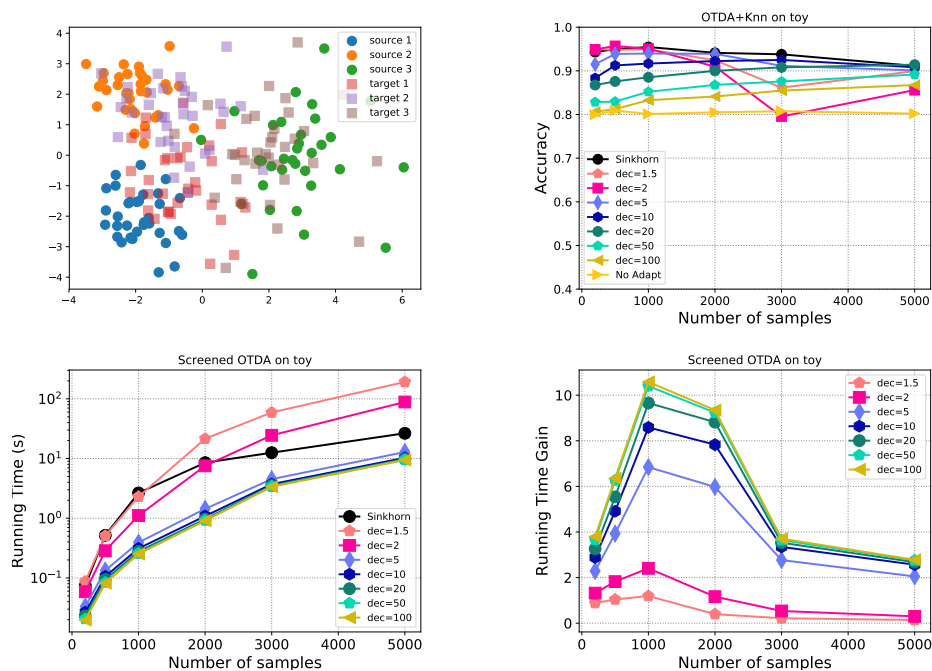 source 1
source 2
source 3
target 1
target 2
target 3
4
3
2
1
0
−1
−2
−3
−4
−4
−2
0
2
4
6
OTDA+Knn on toy
Accuracy
1.0
0.9
0.8
0.7
0.6
0.5
0.4
Sinkhorn
dec=1.5
dec=2
dec=5
dec=10
dec=20
dec=50
dec=100
No Adapt
0
1000
2000
3000
4000
5000
Number of samples
Screened OTDA on toy
Running Time (s)
10²
10¹
10⁰
10⁻¹
Sinkhorn
dec=1.5
dec=2
dec=5
dec=10
dec=20
dec=50
dec=100
0
1000
2000
3000
4000
5000
Number of samples
Screened OTDA on toy
Running Time Gain
10
8
6
4
2
0
dec=1.5
dec=2
dec=5
dec=10
dec=20
dec=50
dec=100
0
1000
2000
3000
4000
5000
Number of samples